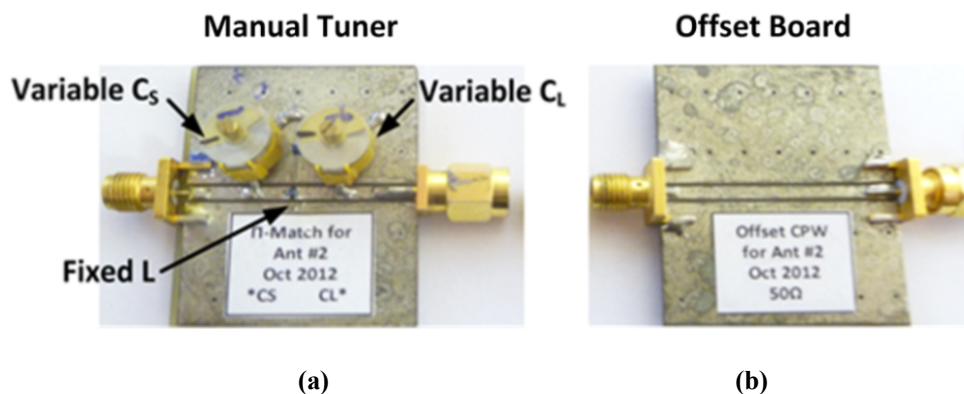 Manual Tuner
Offset Board
Variable CS
Variable CL
Fixed L
Π-Match for
Ant #2
Oct 2012
*CS CL*
Offset CPW
for Ant #2
Oct 2012
50Ω
(a)
(b)